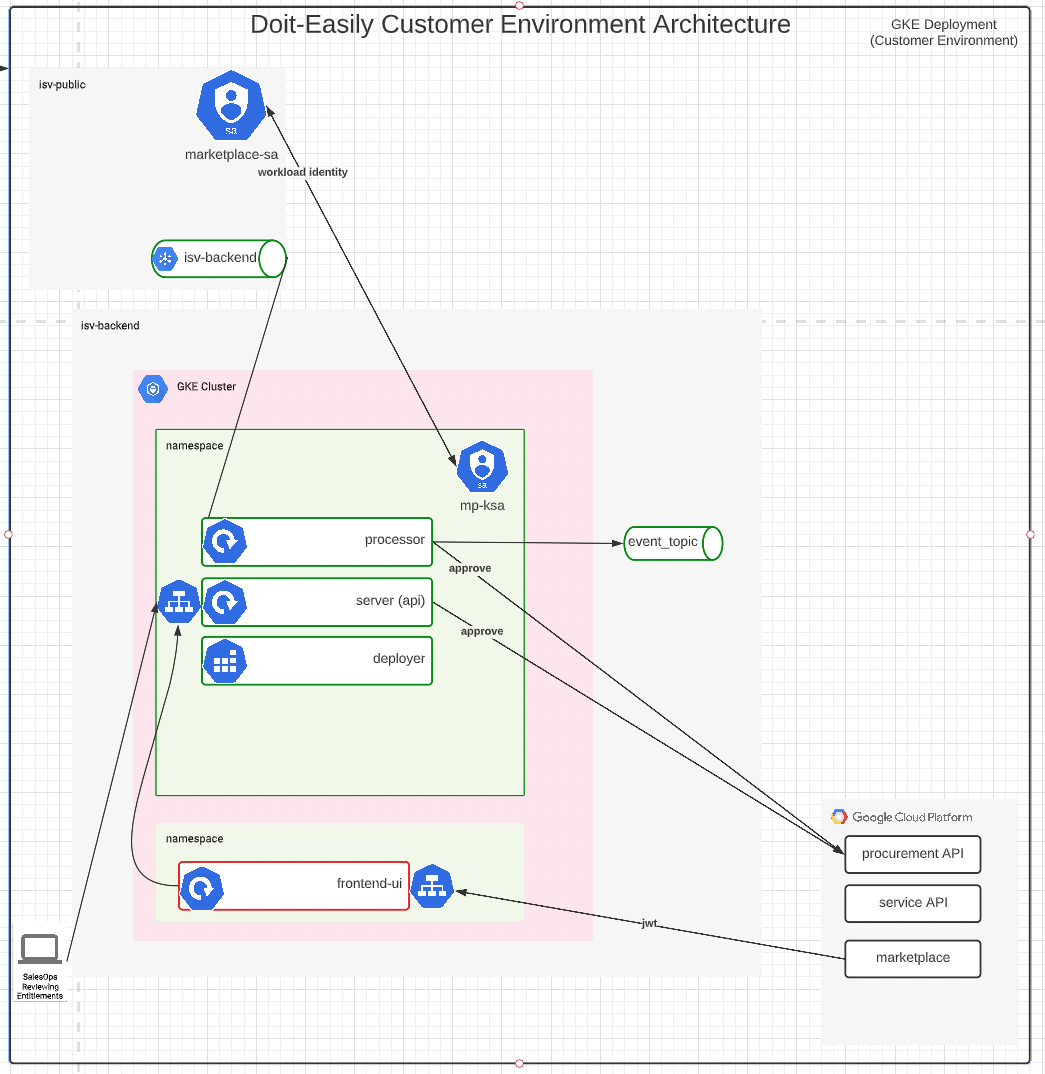 Doit-Easily Customer Environment Architecture
GKE Deployment
(Customer Environment)
isv-public
sa
marketplace-sa
workload identity
isv-backend
isv-backend
GKE Cluster
namespace
sa
mp-ksa
processor
event_topic
approve
server (api)
approve
deployer
Google Cloud Platform
namespace
procurement API
frontend-ui
service API
jwt
marketplace
SalesOps
Reviewing
Entitlements